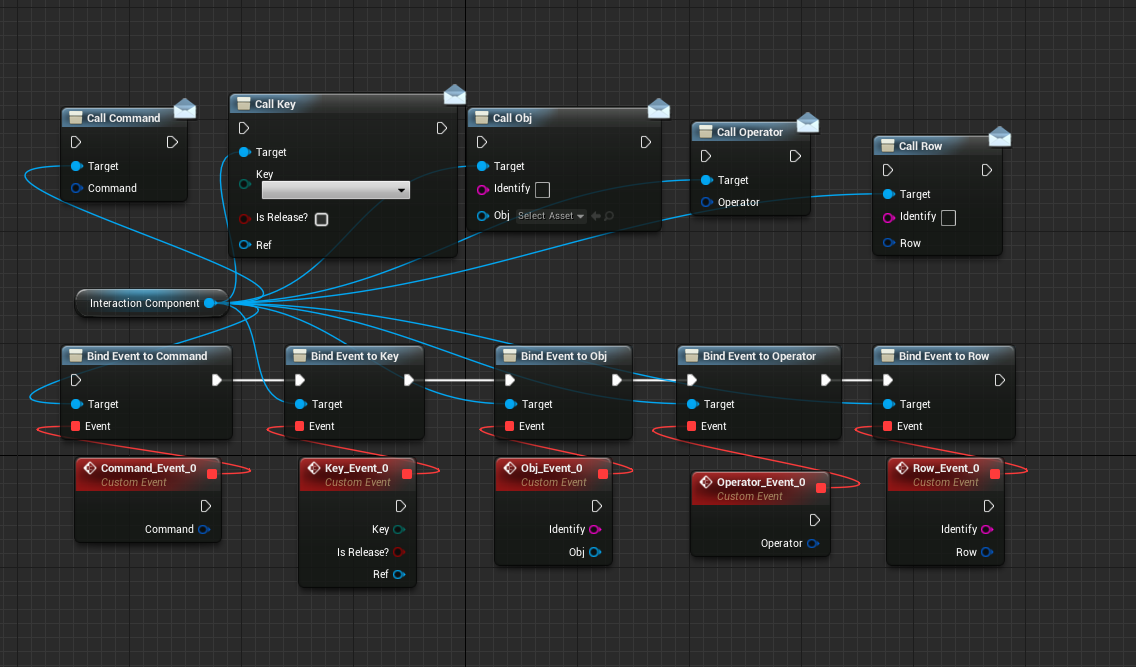 Call Command
Target
Command
Call Key
Target
Key
Is Release?
Ref
Call Obj
Target
Identify
Obj Select Asset
Call Operator
Target
Operator
Call Row
Target
Identify
Row
Interaction Component
Bind Event to Command
Target
Event
Bind Event to Key
Target
Event
Bind Event to Obj
Target
Event
Bind Event to Operator
Target
Event
Bind Event to Row
Target
Event
Command_Event_0
Custom Event
Command
Key_Event_0
Custom Event
Key
Is Release?
Ref
Obj_Event_0
Custom Event
Identify
Obj
Operator_Event_0
Custom Event
Operator
Row_Event_0
Custom Event
Identify
Row